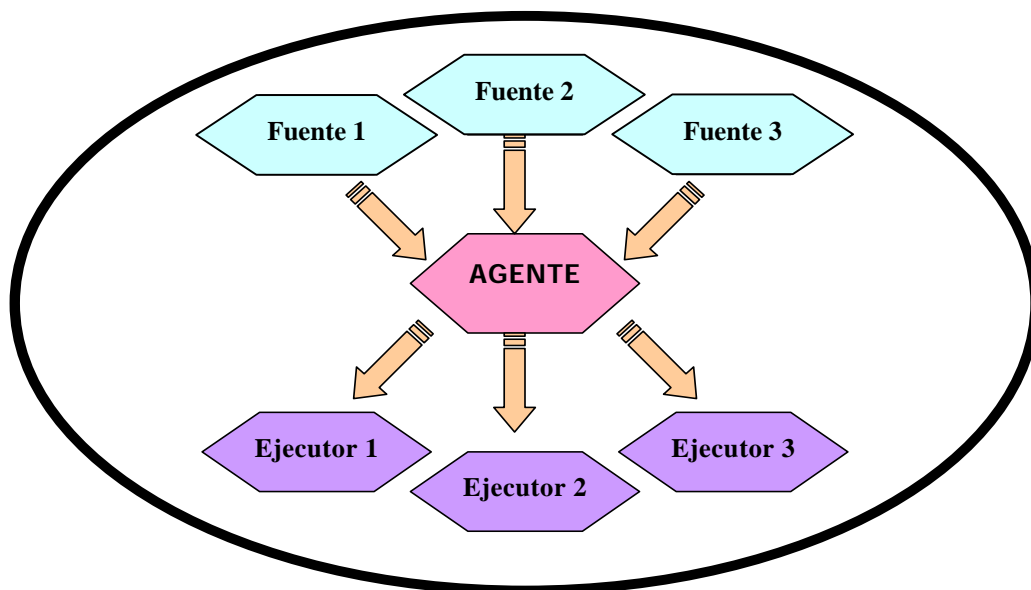 Fuente 1
Fuente 2
Fuente 3
AGENTE
Ejecutor 1
Ejecutor 2
Ejecutor 3